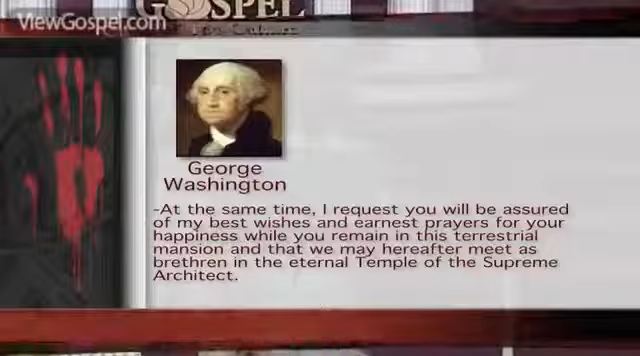 ViewGospel.com
GOSPEL
George
Washington
-At the same time, I request you will be assured
of my best wishes and earnest prayers for your
happiness while you remain in this terrestrial
mansion and that we may hereafter meet as
brethren in the eternal Temple of the Supreme
Architect.